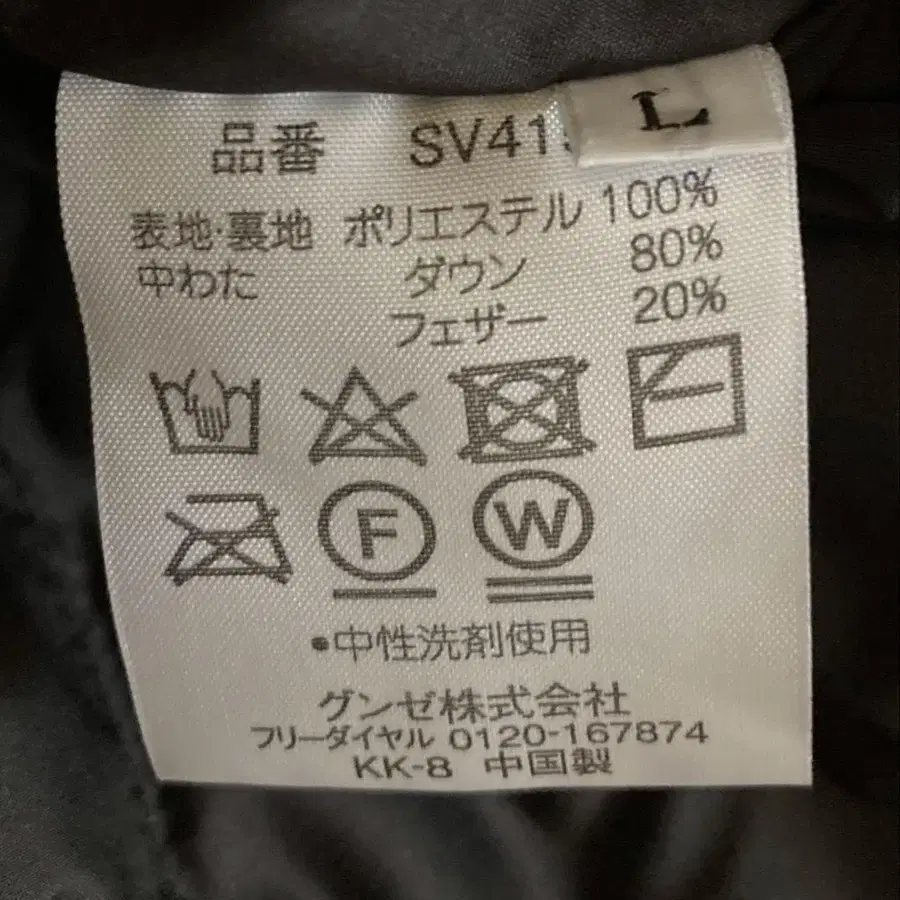 L
品番 SV41
表地・裏地 ポリエステル 100%
中わた ダウン 80%
フェザー 20%
F W
•中性洗剤使用
グンゼ株式会社
フリーダイヤル 0120-167874
KK-8 中国製